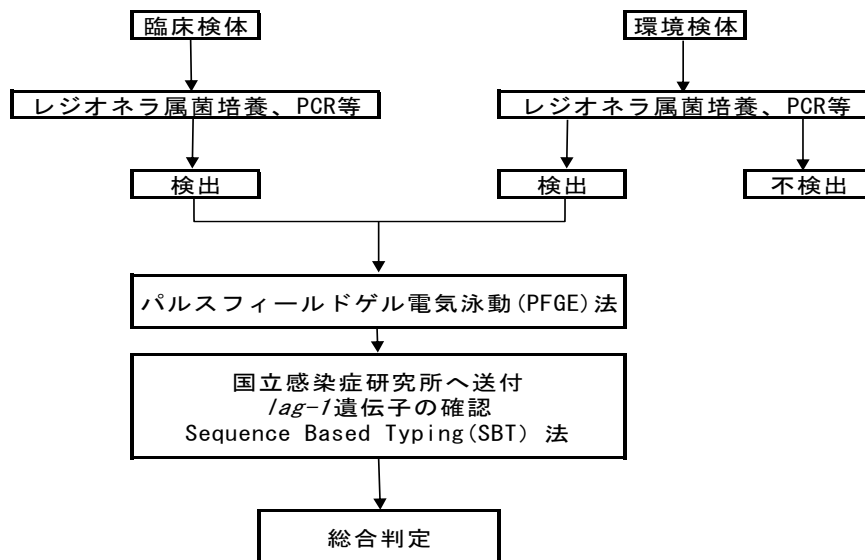 臨床検体
環境検体
レジオネラ属菌培養、PCR等
レジオネラ属菌培養、PCR等
検出
検出
不検出
パルスフィールドゲル電気泳動(PFGE)法
国立感染症研究所へ送付
lag-1遺伝子の確認
Sequence Based Typing(SBT) 法
総合判定